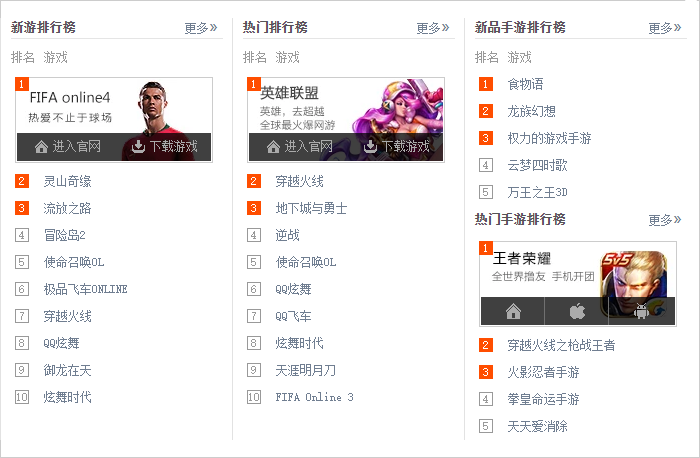 新游排行榜 更多»
排名 游戏
1
FIFA online4
热爱不止于球场
进入官网 下载游戏
2 灵山奇缘
3 流放之路
4 冒险岛2
5 使命召唤OL
6 极品飞车ONLINE
7 穿越火线
8 QQ炫舞
9 御龙在天
10 炫舞时代
热门排行榜 更多»
排名 游戏
1
英雄联盟
英雄，去超越
全球最火爆网游
进入官网 下载游戏
2 穿越火线
3 地下城与勇士
4 逆战
5 使命召唤OL
6 QQ炫舞
7 QQ飞车
8 炫舞时代
9 天涯明月刀
10 FIFA Online 3
新品手游排行榜 更多»
排名 游戏
1 食物语
2 龙族幻想
3 权力的游戏手游
4 云梦四时歌
5 万王之王3D
热门手游排行榜 更多»
1
王者荣耀
全世界撸友 手机开团
5v5
2 穿越火线之枪战王者
3 火影忍者手游
4 拳皇命运手游
5 天天爱消除